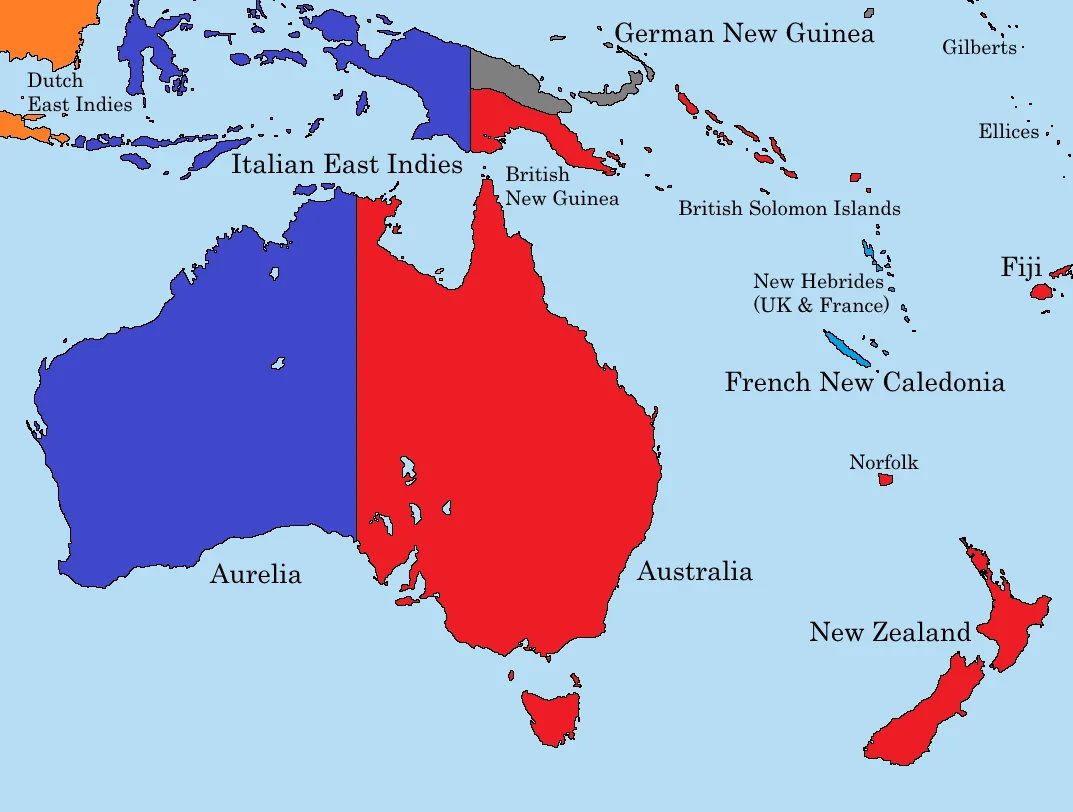 German New Guinea
Gilberts
Dutch
East Indies
Ellices
Italian East Indies
British
New Guinea
British Solomon Islands
Fiji
New Hebrides
(UK & France)
French New Caledonia
Norfolk
Aurelia
Australia
New Zealand